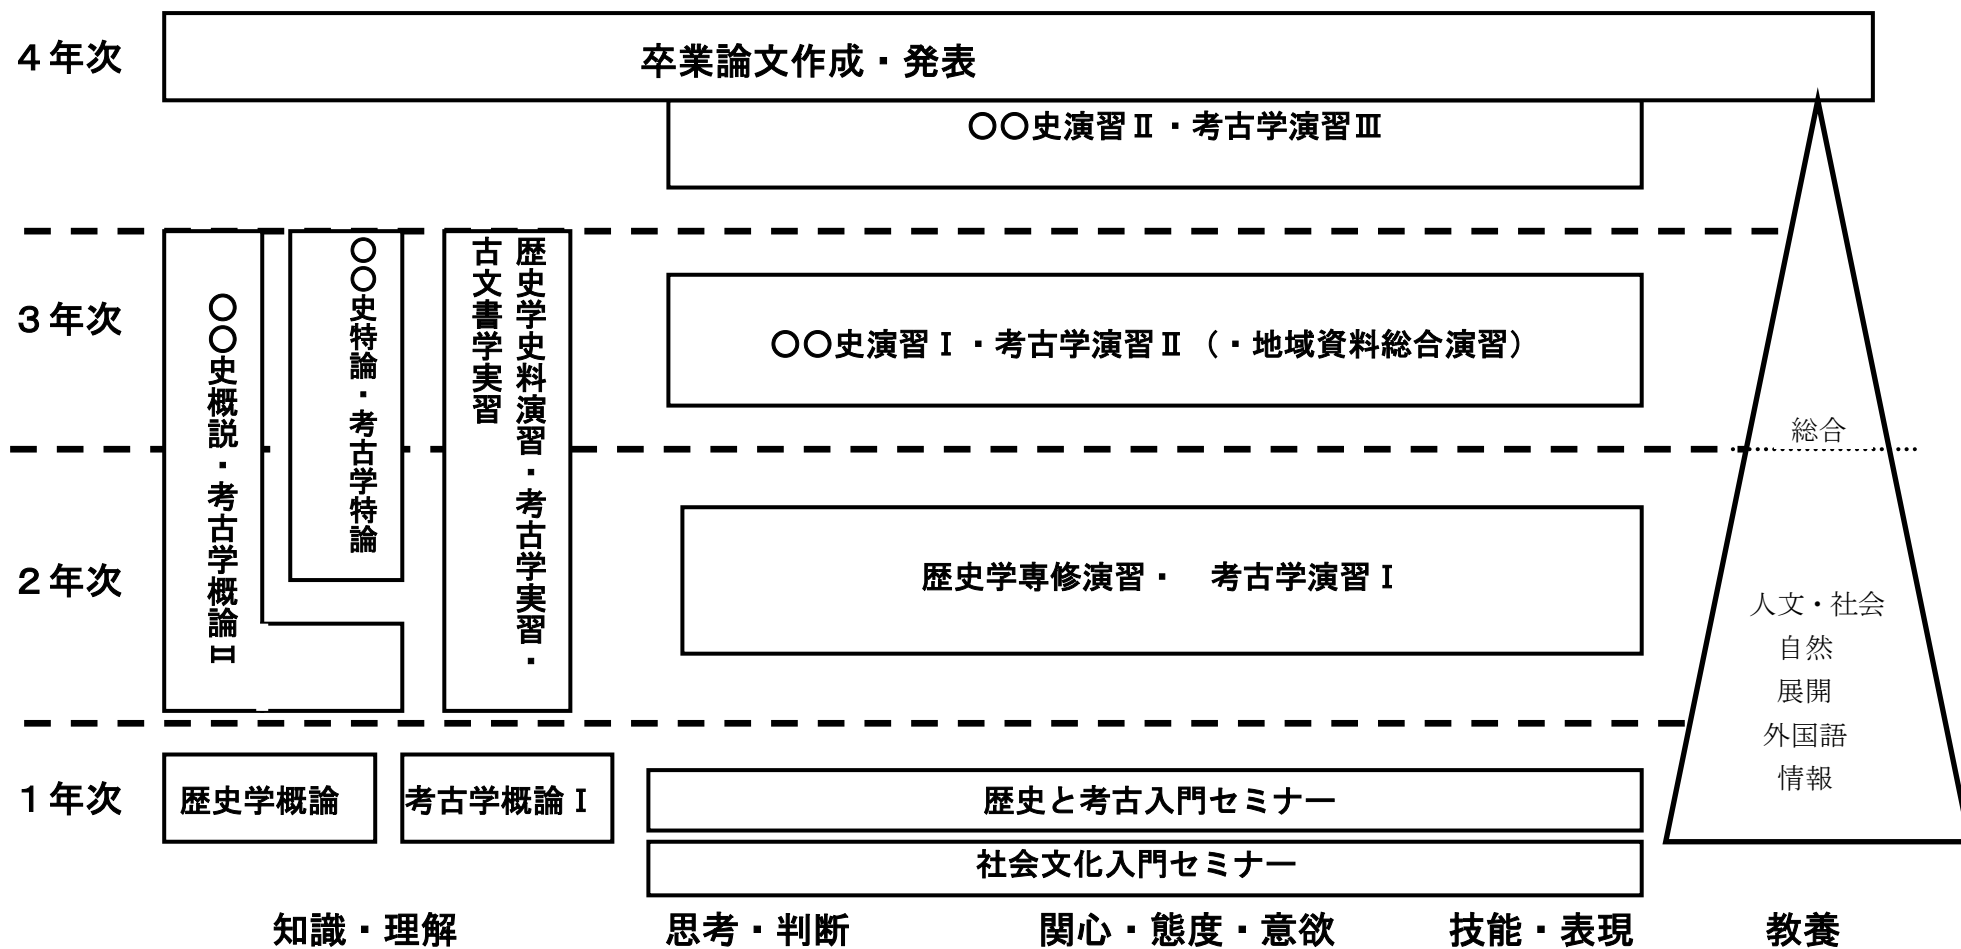 4年次
卒業論文作成・発表
〇〇史演習Ⅱ・考古学演習Ⅲ
3年次
〇〇史概説・考古学概論Ⅱ
〇〇史特論・考古学特論
歴史学史料演習・考古学実習・
古文書学実習
〇〇史演習Ⅰ・考古学演習Ⅱ（・地域資料総合演習）
総合
2年次
歴史学専修演習・　考古学演習Ⅰ
人文・社会
自然
展開
外国語
情報
1年次
歴史学概論
考古学概論Ⅰ
歴史と考古入門セミナー
社会文化入門セミナー
知識・理解
思考・判断
関心・態度・意欲
技能・表現
教養